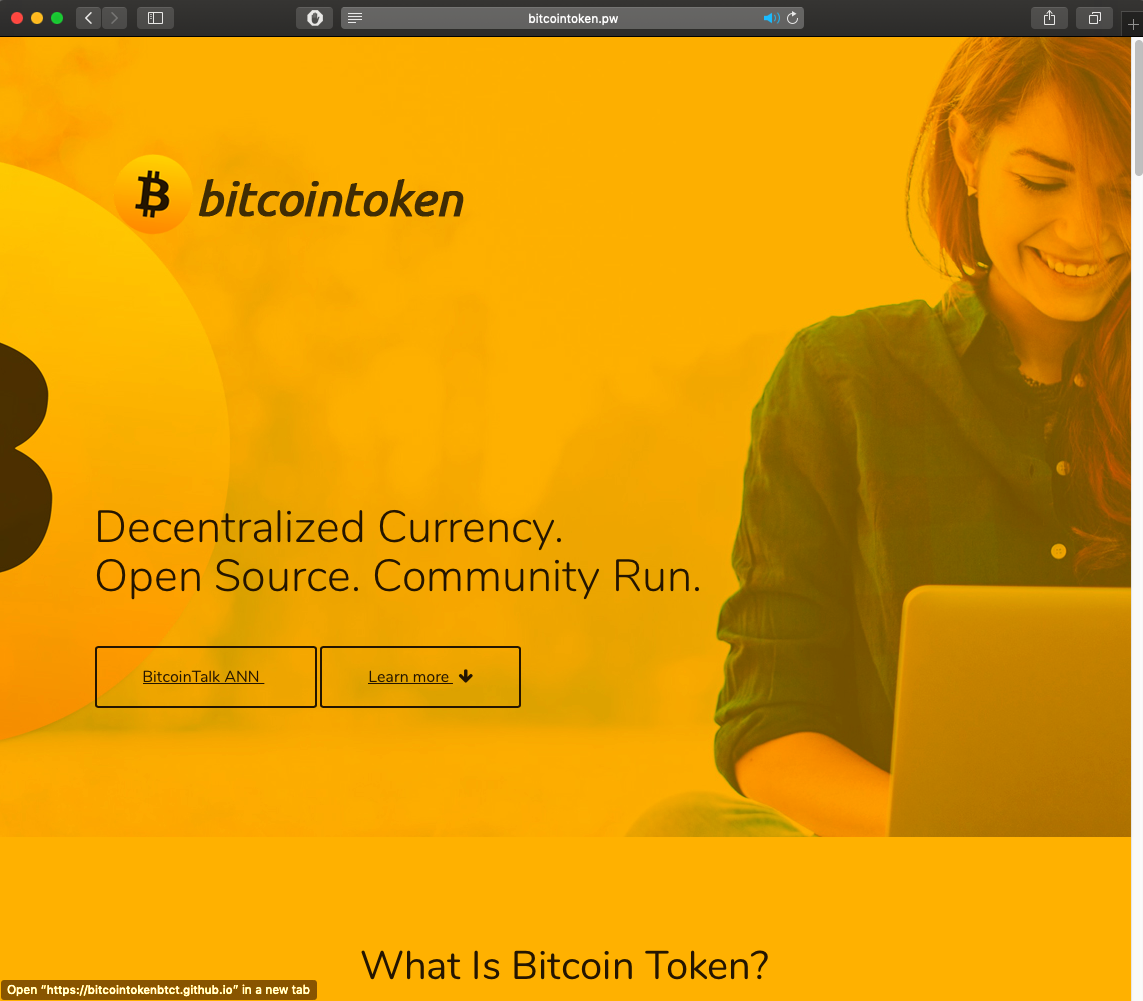 bitcointoken.pw
bitcointoken
Decentralized Currency.
Open Source. Community Run.
BitcoinTalk ANN
Learn more
What Is Bitcoin Token?
Open "https://bitcointokenbtct.github.io" in a new tab